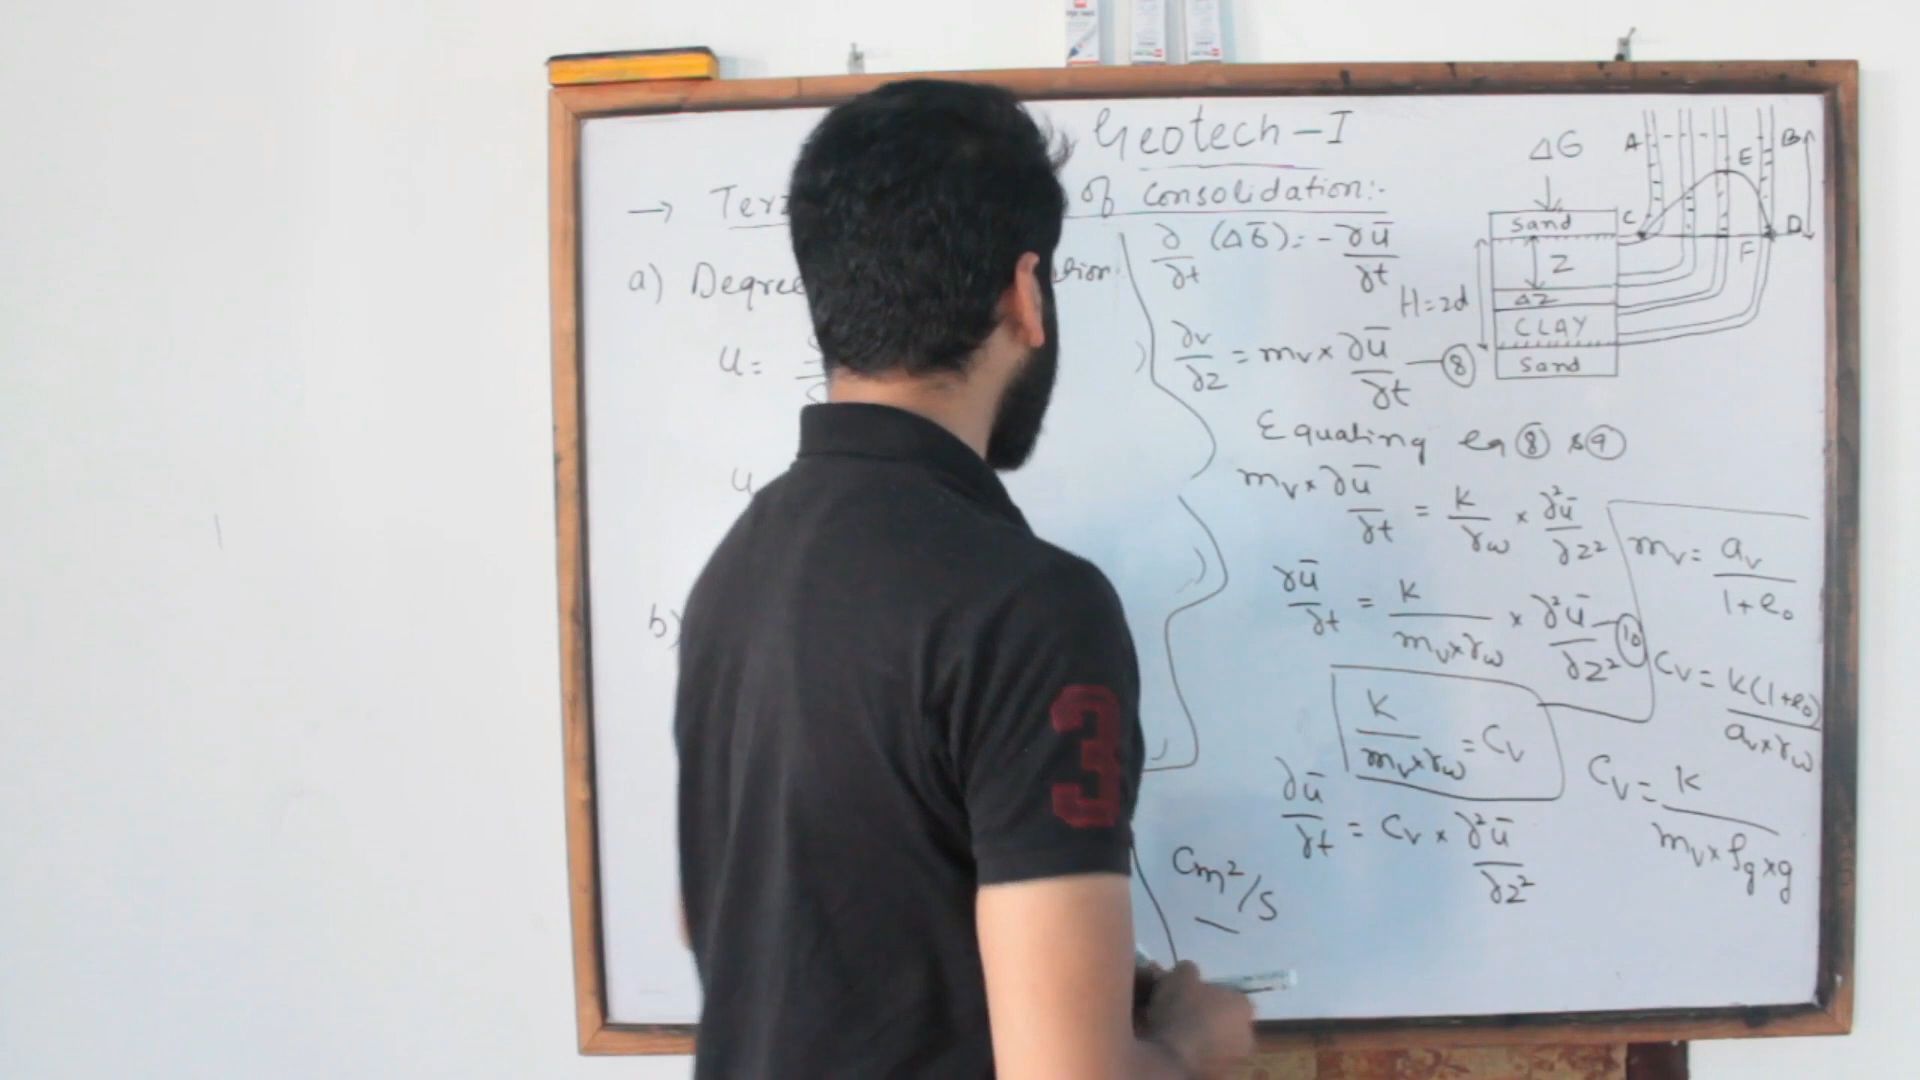 Geotech-I
→ of Consolidation:-
a) Degree
U=
u
b)
∂/∂t (Δσ̄) = -∂ū/∂t
∂v/∂z = mv × ∂ū/∂t — ⑧
Equating eq ⑧ & ⑨
mv × ∂ū/∂t = k/γw × ∂²ū/∂z²
∂ū/∂t = k/(mv×γw) × ∂²ū/∂z² — ⑩
k/(mv×γw) = Cv
∂ū/∂t = Cv × ∂²ū/∂z²
Cm²/s
mv = av/(1+e₀)
Cv = k(1+e₀)/(av×γw)
Cv = k/(mv×ρg×g)
Δσ
A
B
E
C
D
F
Sand
Z
H=2d
ΔZ
CLAY
Sand
3